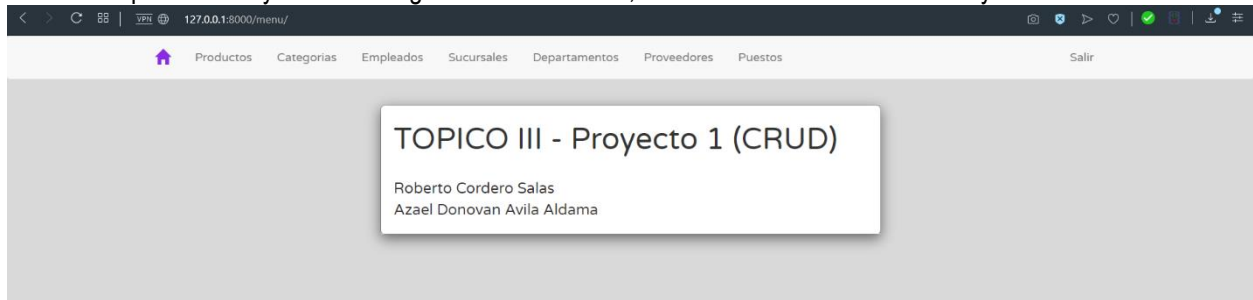 VPN 127.0.0.1:8000/menu/
Productos Categorias Empleados Sucursales Departamentos Proveedores Puestos Salir
TOPICO III - Proyecto 1 (CRUD)
Roberto Cordero Salas
Azael Donovan Avila Aldama